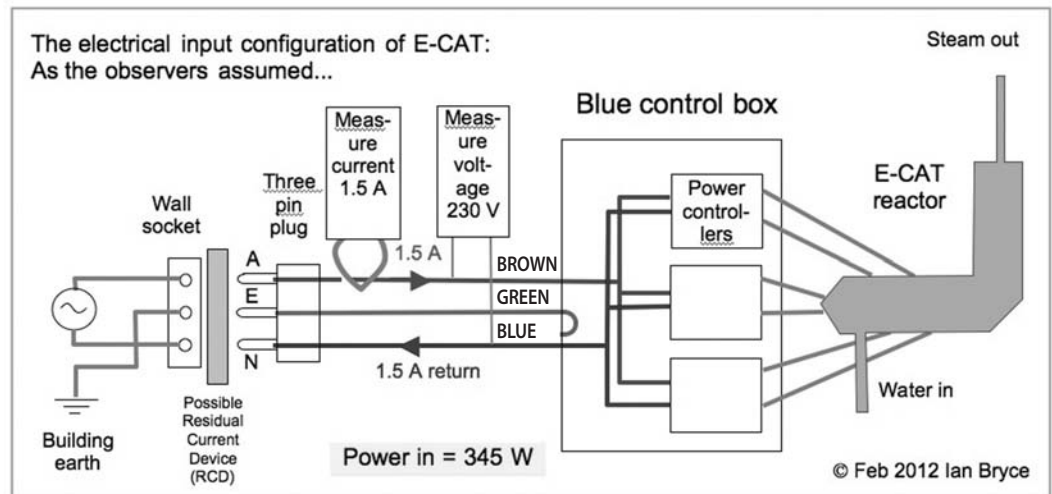 The electrical input configuration of E-CAT:
As the observers assumed...
Steam out
Blue control box
Meas-
ure
current
1.5 A
Meas-
ure
volt-
age
230 V
Three
pin
plug
Wall
socket
E-CAT
reactor
Power
control-
lers
1.5 A
A
BROWN
E
GREEN
BLUE
N
1.5 A return
Water in
Possible
Residual
Current
Device
(RCD)
Building
earth
Power in = 345 W
© Feb 2012 Ian Bryce